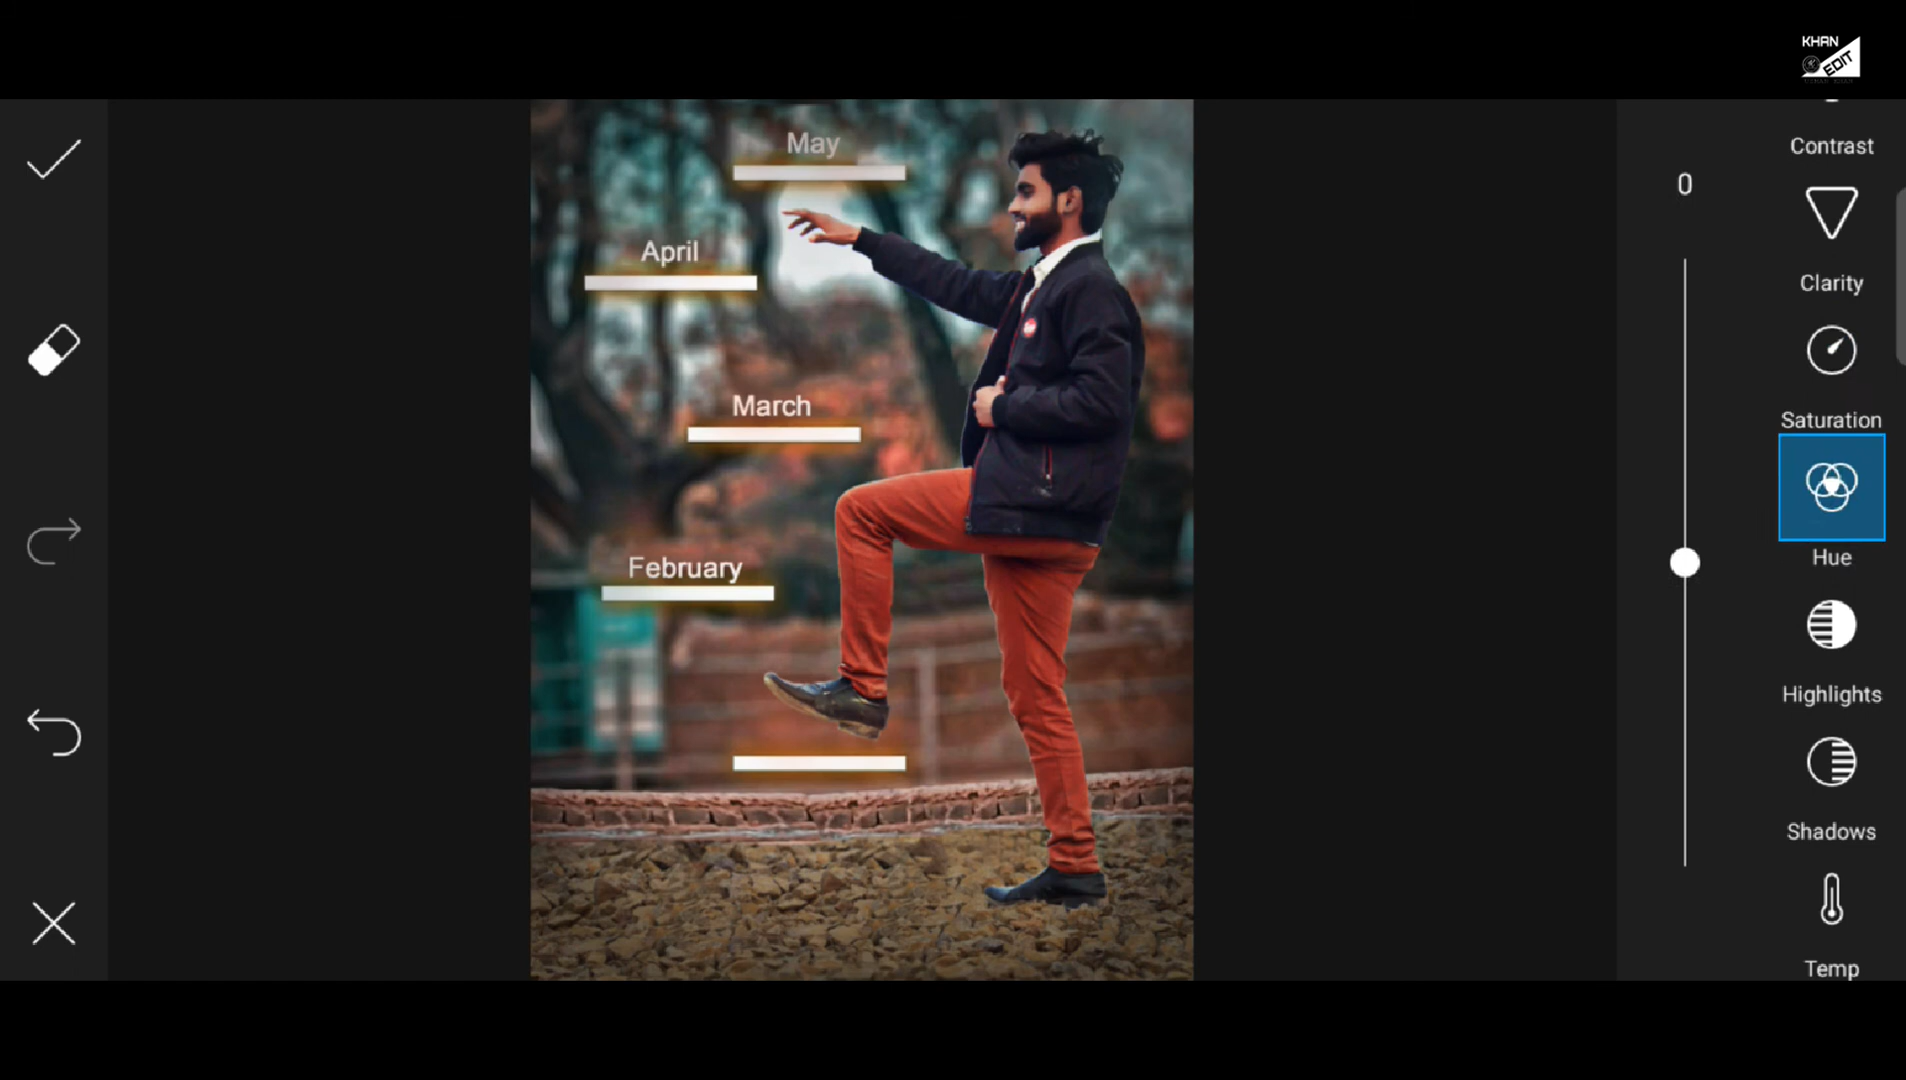 KHAN
EDIT
Contrast
May
0
April
Clarity
March
Saturation
February
Hue
Highlights
Shadows
Temp